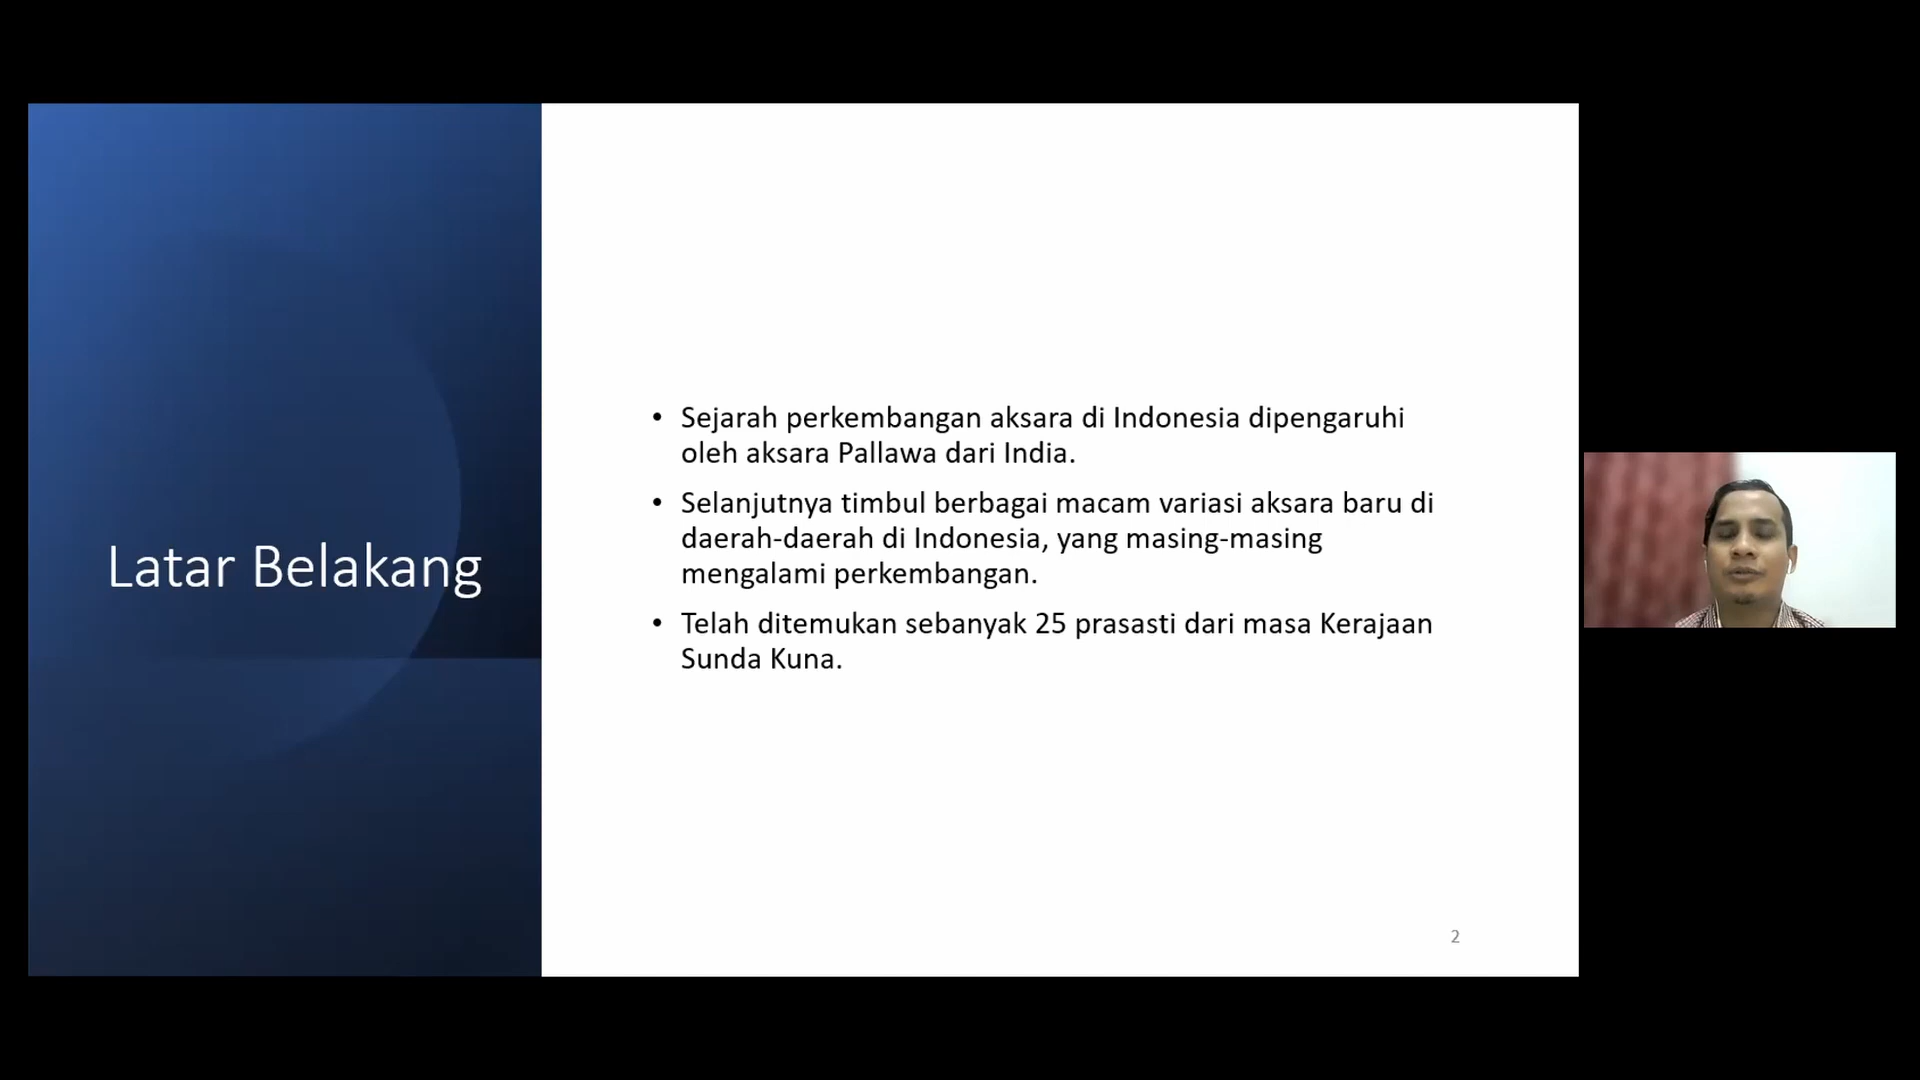 Latar Belakang
• Sejarah perkembangan aksara di Indonesia dipengaruhi
oleh aksara Pallawa dari India.
• Selanjutnya timbul berbagai macam variasi aksara baru di
daerah-daerah di Indonesia, yang masing-masing
mengalami perkembangan.
• Telah ditemukan sebanyak 25 prasasti dari masa Kerajaan
Sunda Kuna.
2